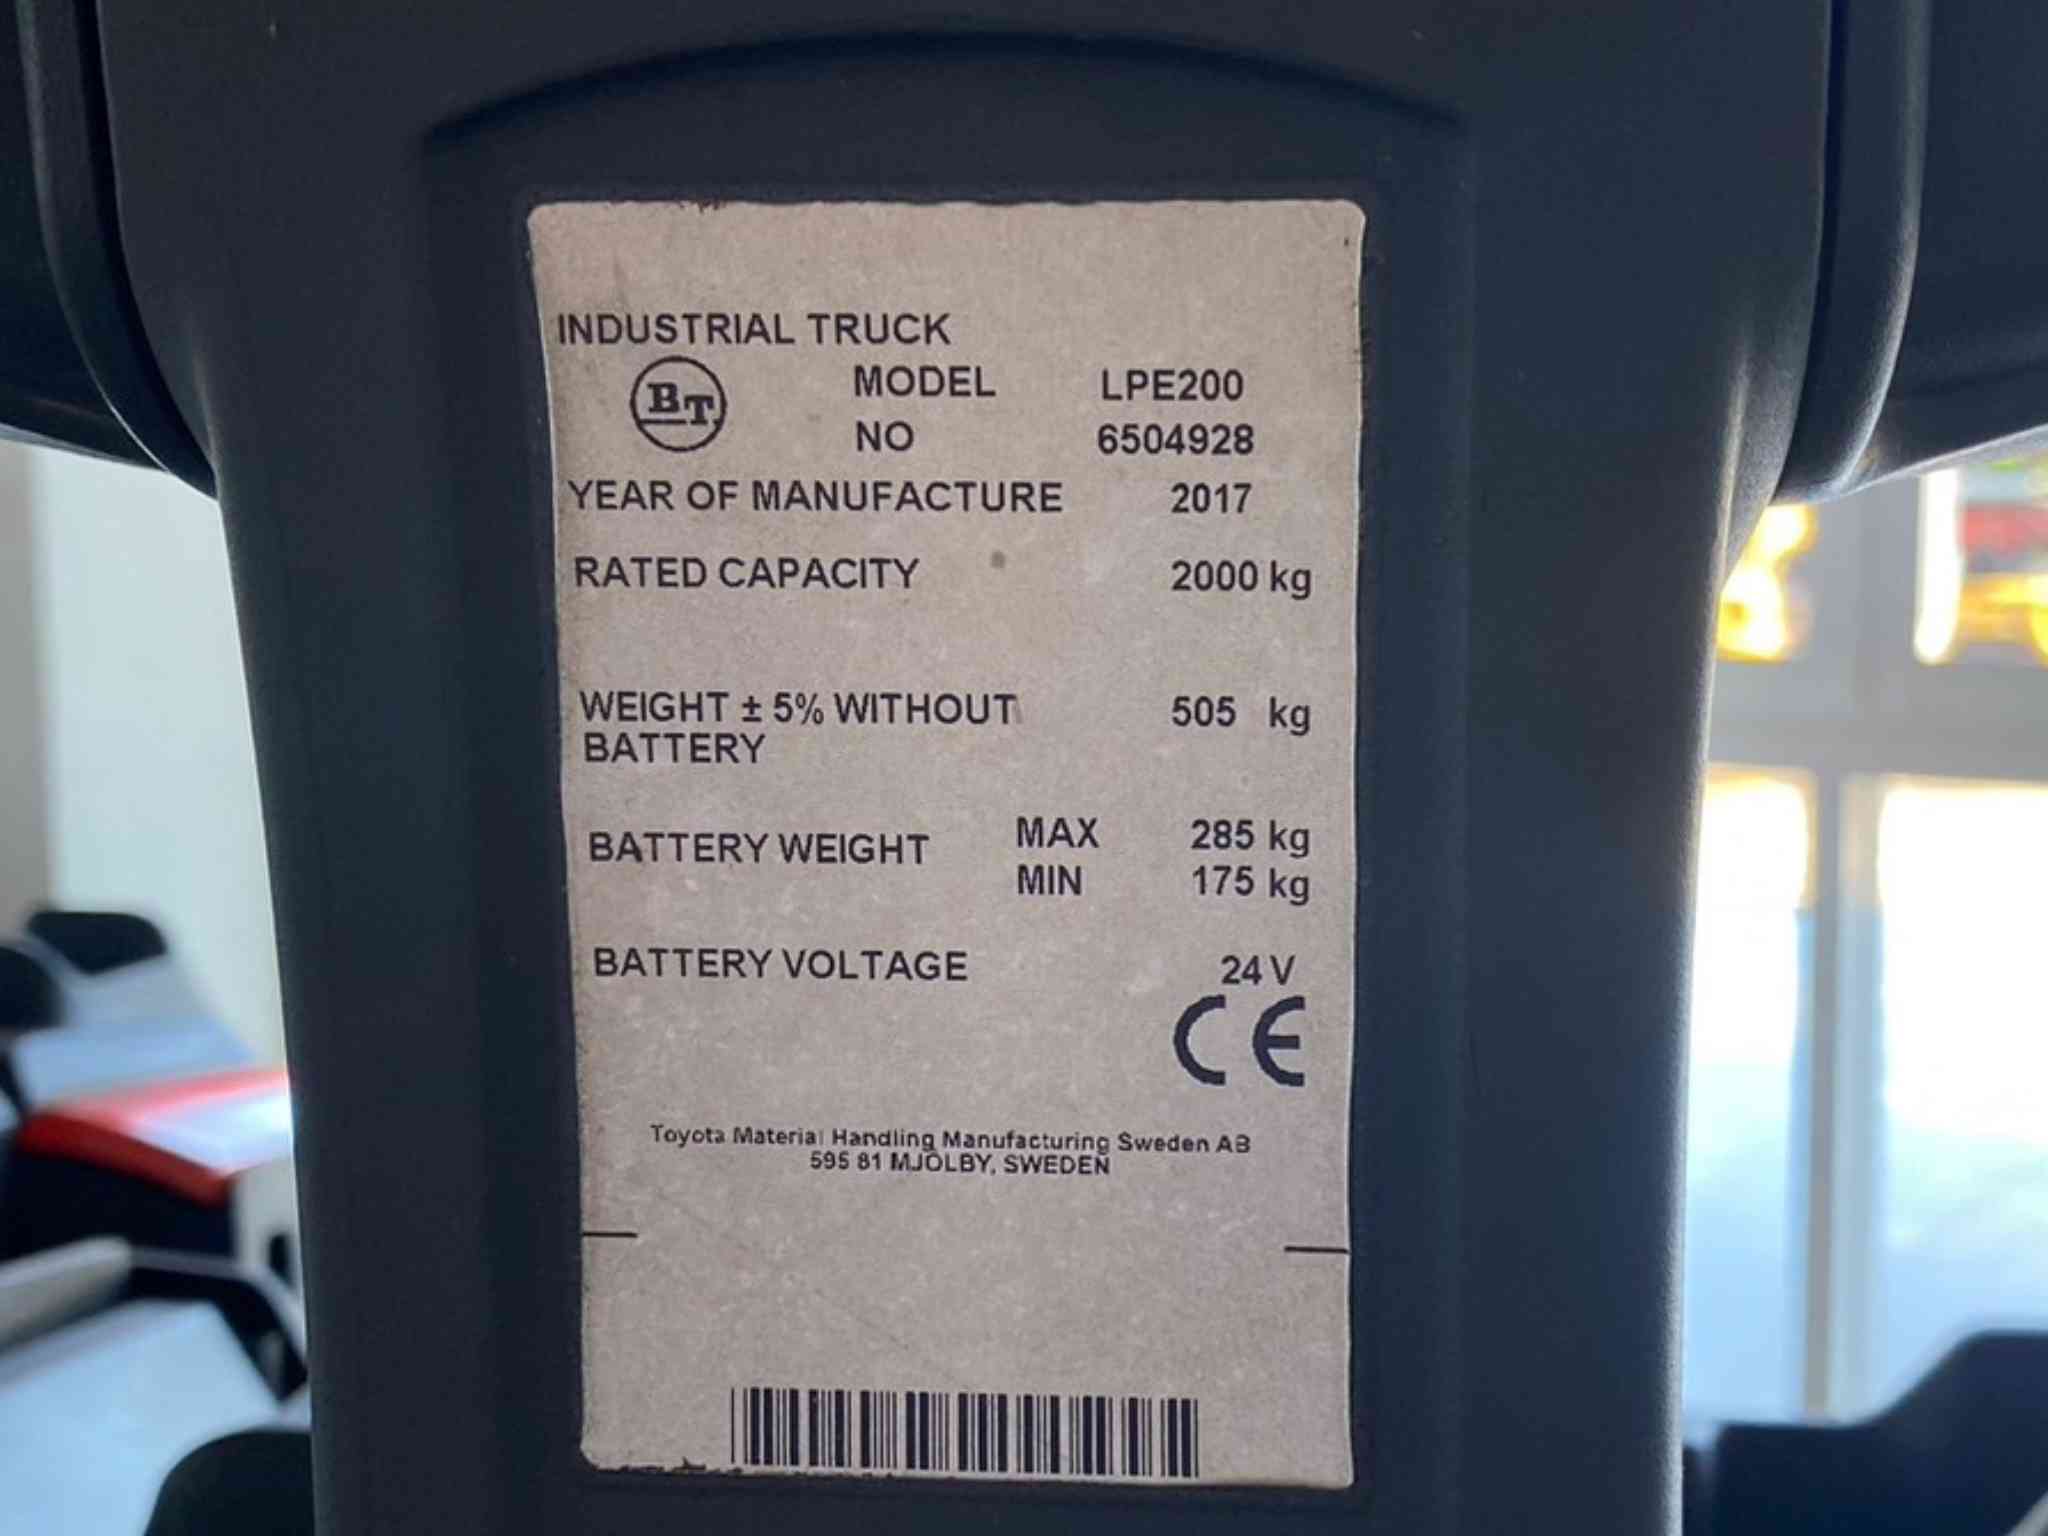 INDUSTRIAL TRUCK
BT MODEL LPE200
NO 6504928
YEAR OF MANUFACTURE 2017
RATED CAPACITY 2000 kg
WEIGHT ± 5% WITHOUT 505 kg
BATTERY
BATTERY WEIGHT MAX 285 kg
MIN 175 kg
BATTERY VOLTAGE 24 V
CE
Toyota Material Handling Manufacturing Sweden AB
595 81 MJÖLBY, SWEDEN